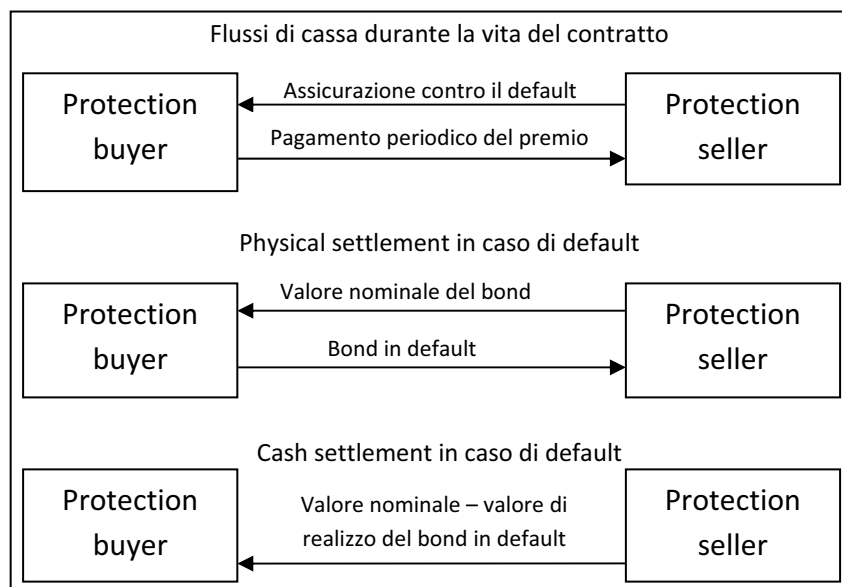 Flussi di cassa durante la vita del contratto
Protection
buyer
Assicurazione contro il default
Pagamento periodico del premio
Protection
seller
Physical settlement in caso di default
Protection
buyer
Valore nominale del bond
Bond in default
Protection
seller
Cash settlement in caso di default
Protection
buyer
Valore nominale – valore di
realizzo del bond in default
Protection
seller